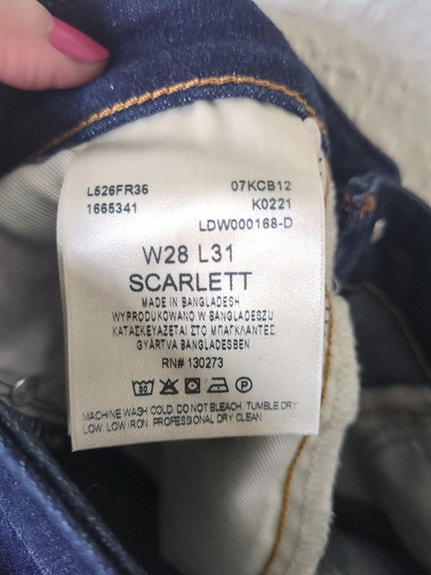 L526FR36 07KCB12
1665341 K0221
LDW000168-D
W28 L31
SCARLETT
MADE IN BANGLADESH
WYPRODUKOWANO W BANGLADESZU
ΚΑΤΑΣΚΕΥΑΖΕΤΑΙ ΣΤΟ ΜΠΑΓΚΛΑΝΤΕΣ
GYÁRTVA BANGLADESBEN
RN# 130273
30 P
MACHINE WASH COLD. DO NOT BLEACH. TUMBLE DRY
LOW. LOW IRON. PROFESSIONAL DRY CLEAN